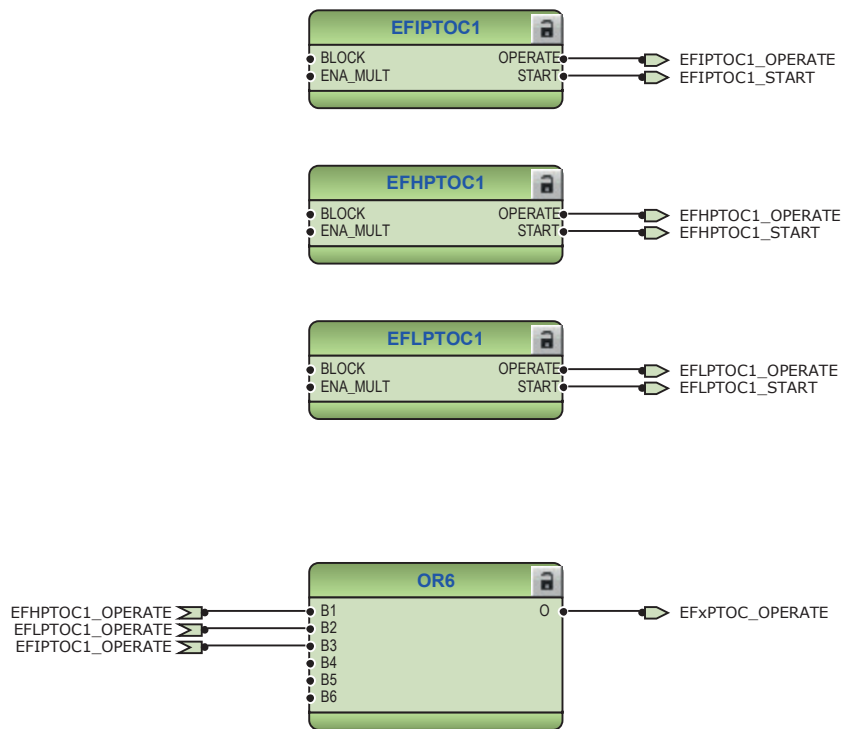 EFIPTOC1
BLOCK OPERATE EFIPTOC1_OPERATE
ENA_MULT START EFIPTOC1_START
EFHPTOC1
BLOCK OPERATE EFHPTOC1_OPERATE
ENA_MULT START EFHPTOC1_START
EFLPTOC1
BLOCK OPERATE EFLPTOC1_OPERATE
ENA_MULT START EFLPTOC1_START
OR6
EFHPTOC1_OPERATE B1 O EFxPTOC_OPERATE
EFLPTOC1_OPERATE B2
EFIPTOC1_OPERATE B3
B4
B5
B6